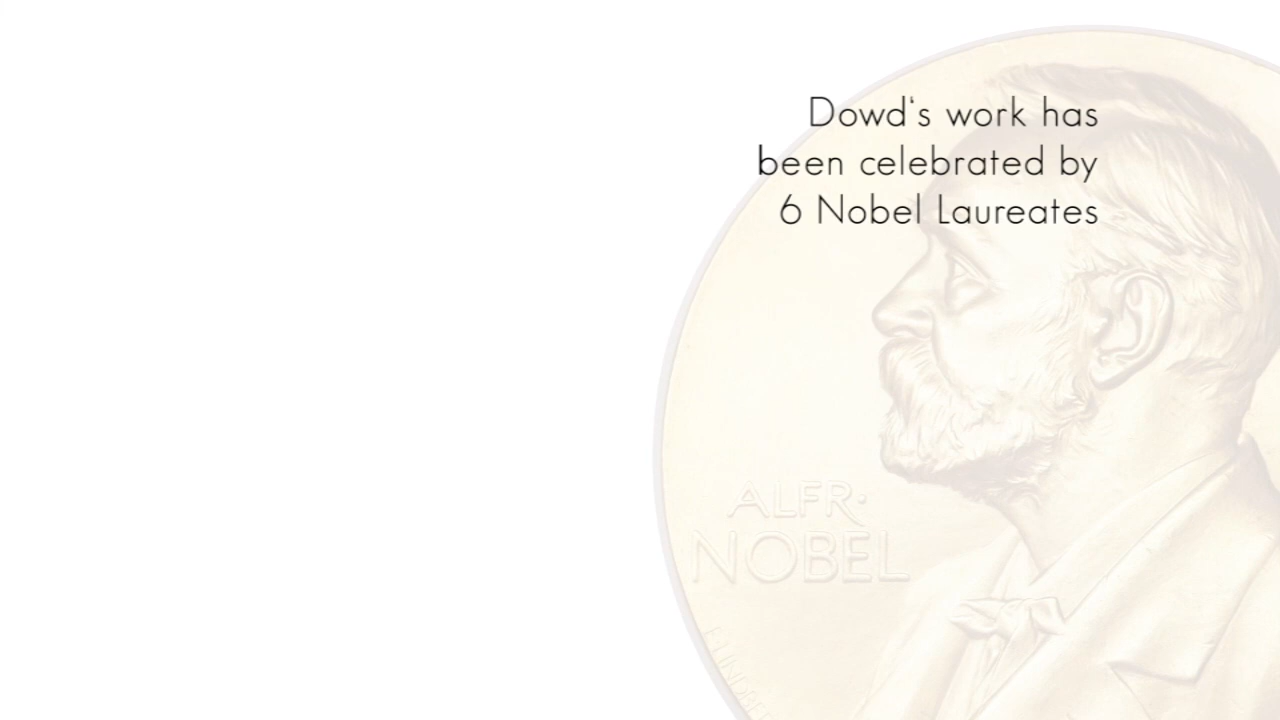 Dowd‘s work has
been celebrated by
6 Nobel Laureates
ALFR·
NOBEL